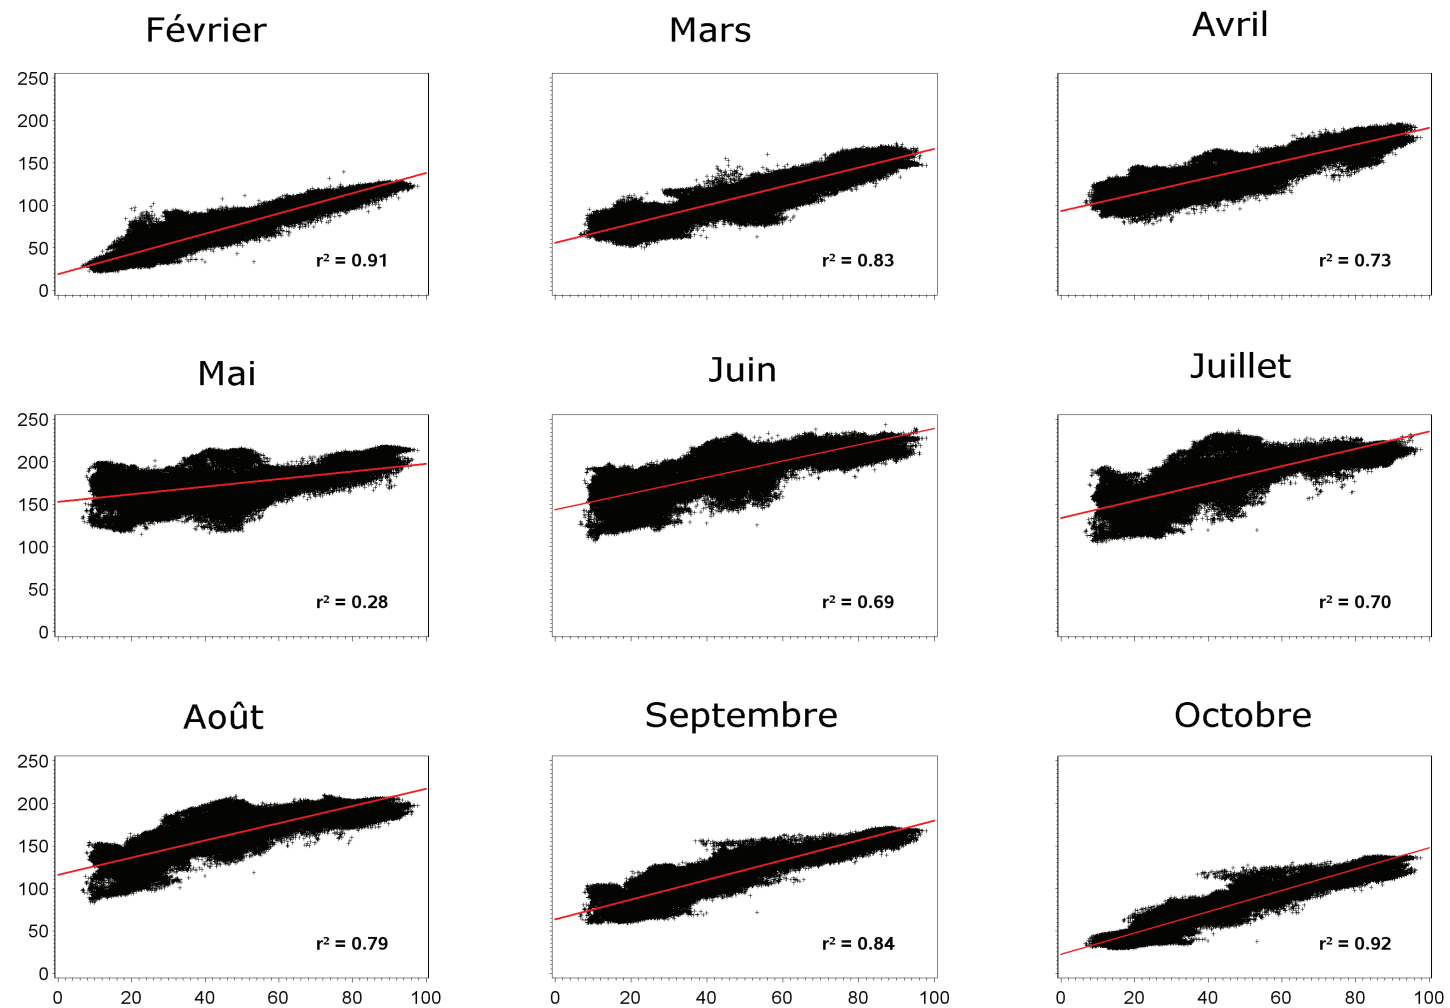 Février
Mars
Avril
250
200
150
100
50
0
r² = 0.91
r² = 0.83
r² = 0.73
Mai
Juin
Juillet
250
200
150
100
50
0
r² = 0.28
r² = 0.69
r² = 0.70
Août
Septembre
Octobre
250
200
150
100
50
0
r² = 0.79
r² = 0.84
r² = 0.92
0 20 40 60 80 100
0 20 40 60 80 100
0 20 40 60 80 100